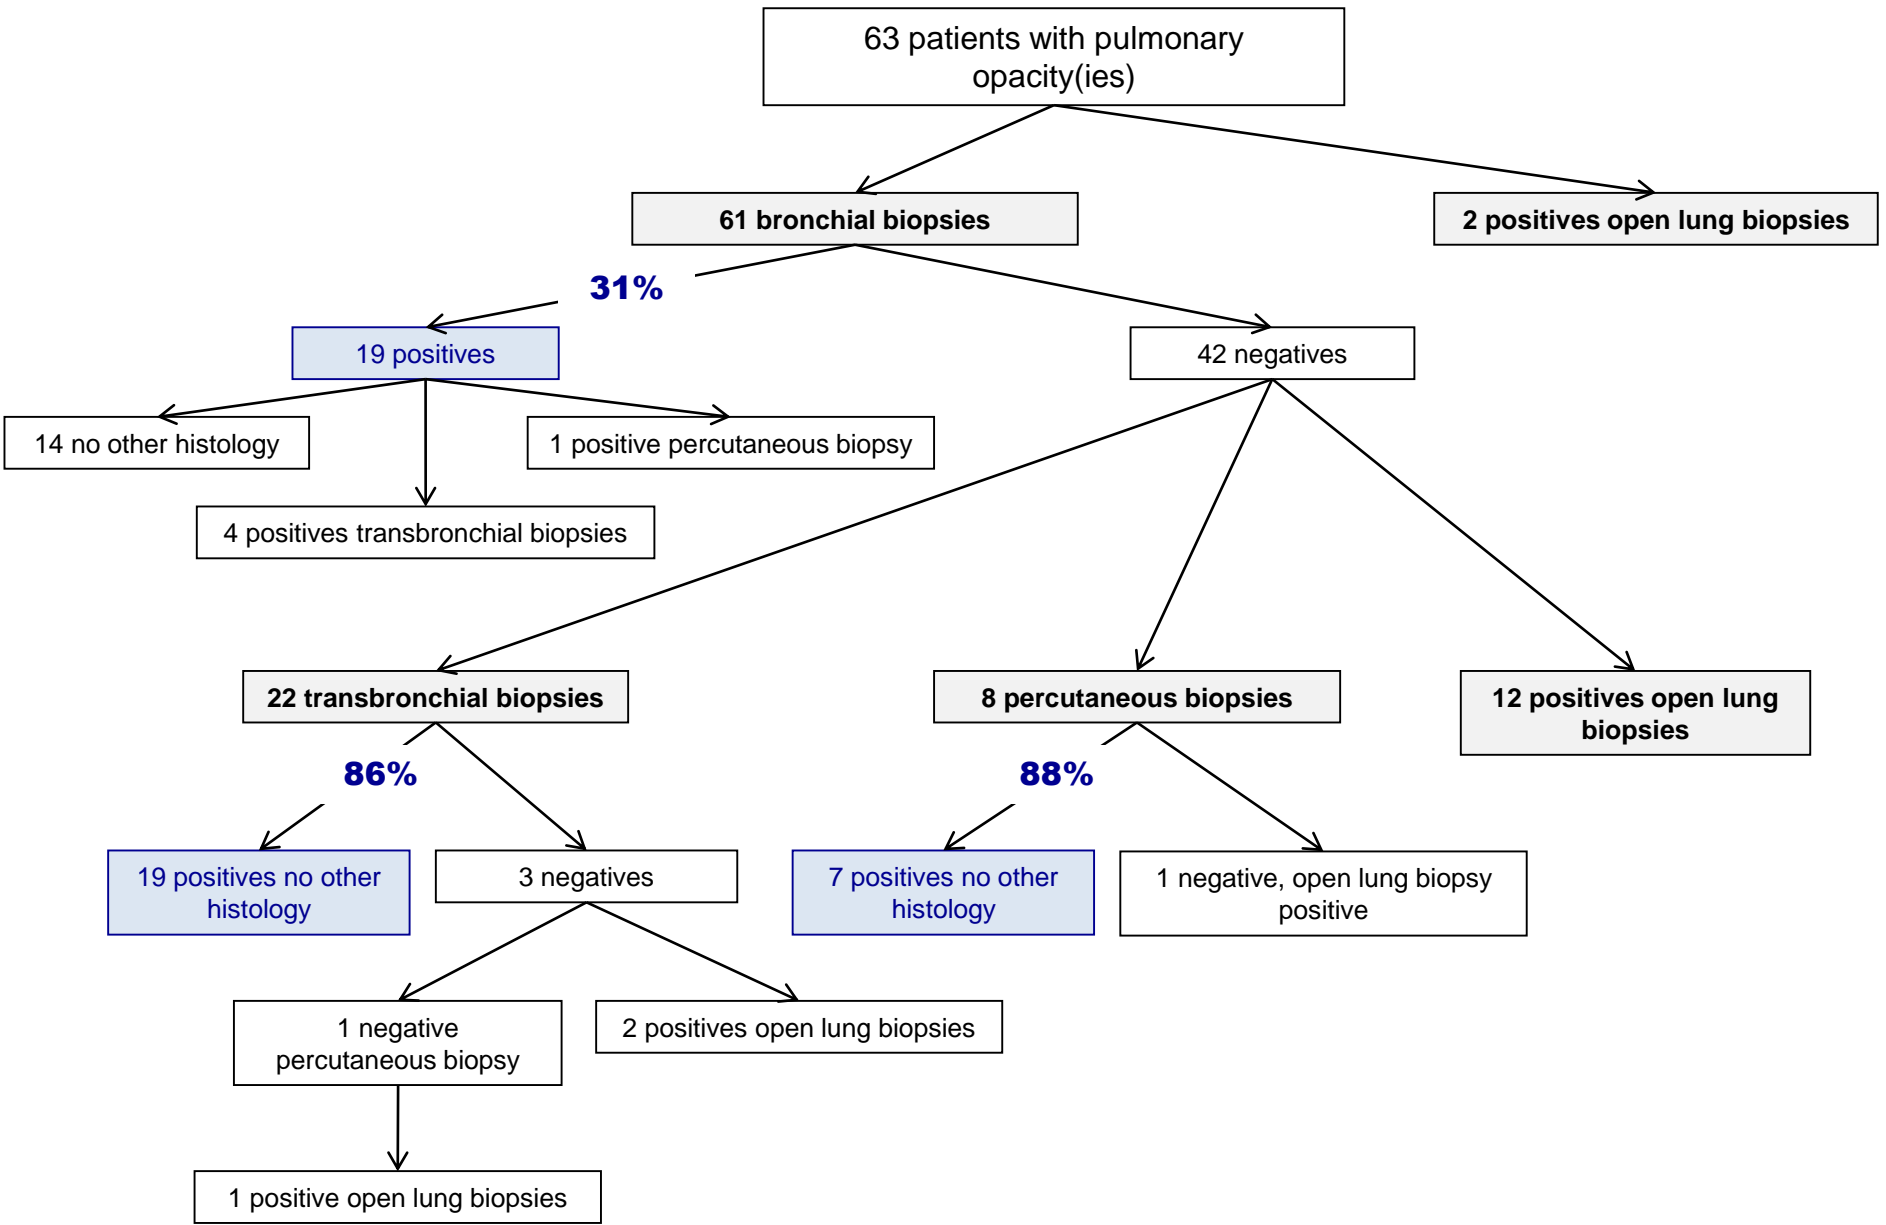 63 patients with pulmonary
opacity(ies)
61 bronchial biopsies
2 positives open lung biopsies
31%
19 positives
42 negatives
14 no other histology
1 positive percutaneous biopsy
4 positives transbronchial biopsies
22 transbronchial biopsies
8 percutaneous biopsies
12 positives open lung
biopsies
86%
88%
19 positives no other
histology
3 negatives
7 positives no other
histology
1 negative, open lung biopsy
positive
1 negative
percutaneous biopsy
2 positives open lung biopsies
1 positive open lung biopsies